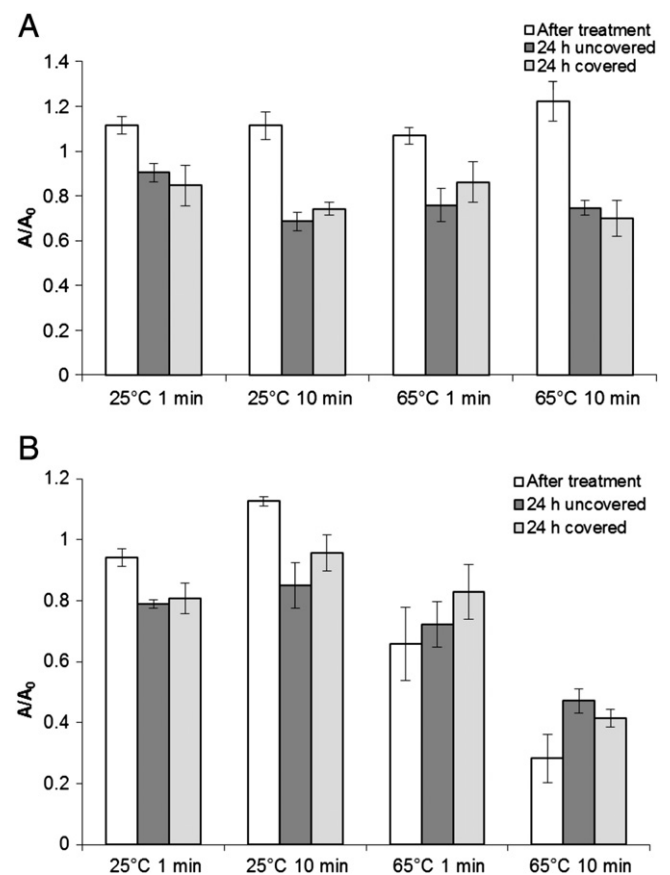 A
After treatment
24 h uncovered
24 h covered
1.4
1.2
1
0.8
0.6
0.4
0.2
0
A/A₀
25°C 1 min 25°C 10 min 65°C 1 min 65°C 10 min
B
After treatment
24 h uncovered
24 h covered
1.2
1
0.8
0.6
0.4
0.2
0
A/A₀
25°C 1 min 25°C 10 min 65°C 1 min 65°C 10 min